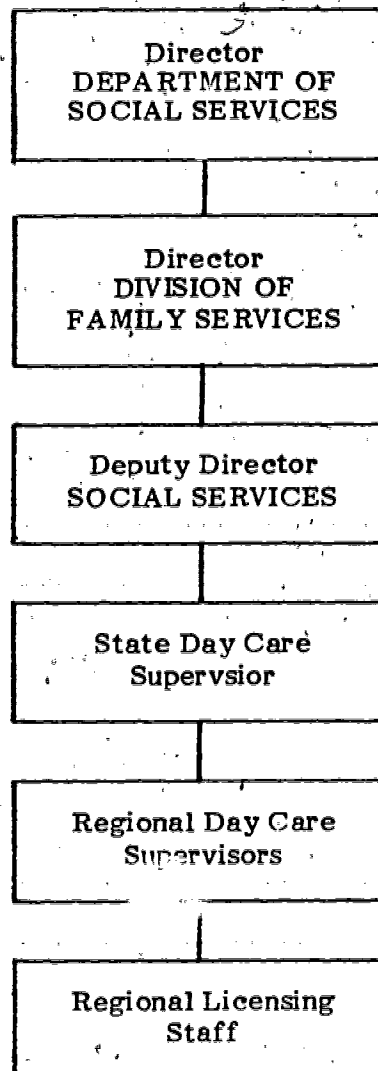 Director
DEPARTMENT OF
SOCIAL SERVICES
Director
DIVISION OF
FAMILY SERVICES
Deputy Director
SOCIAL SERVICES
State Day Care
Supervsior
Regional Day Care
Supervisors
Regional Licensing
Staff